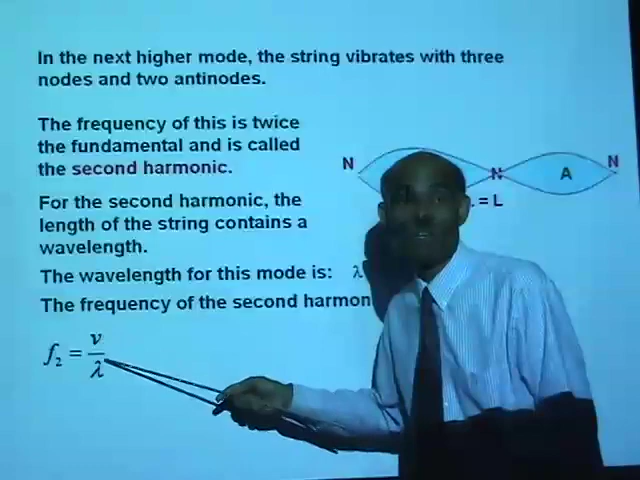 In the next higher mode, the string vibrates with three
nodes and two antinodes.
The frequency of this is twice
the fundamental and is called
the second harmonic.
N N A N
= L
For the second harmonic, the
length of the string contains a
wavelength.
The wavelength for this mode is: λ
The frequency of the second harmon
f₂ = v/λ